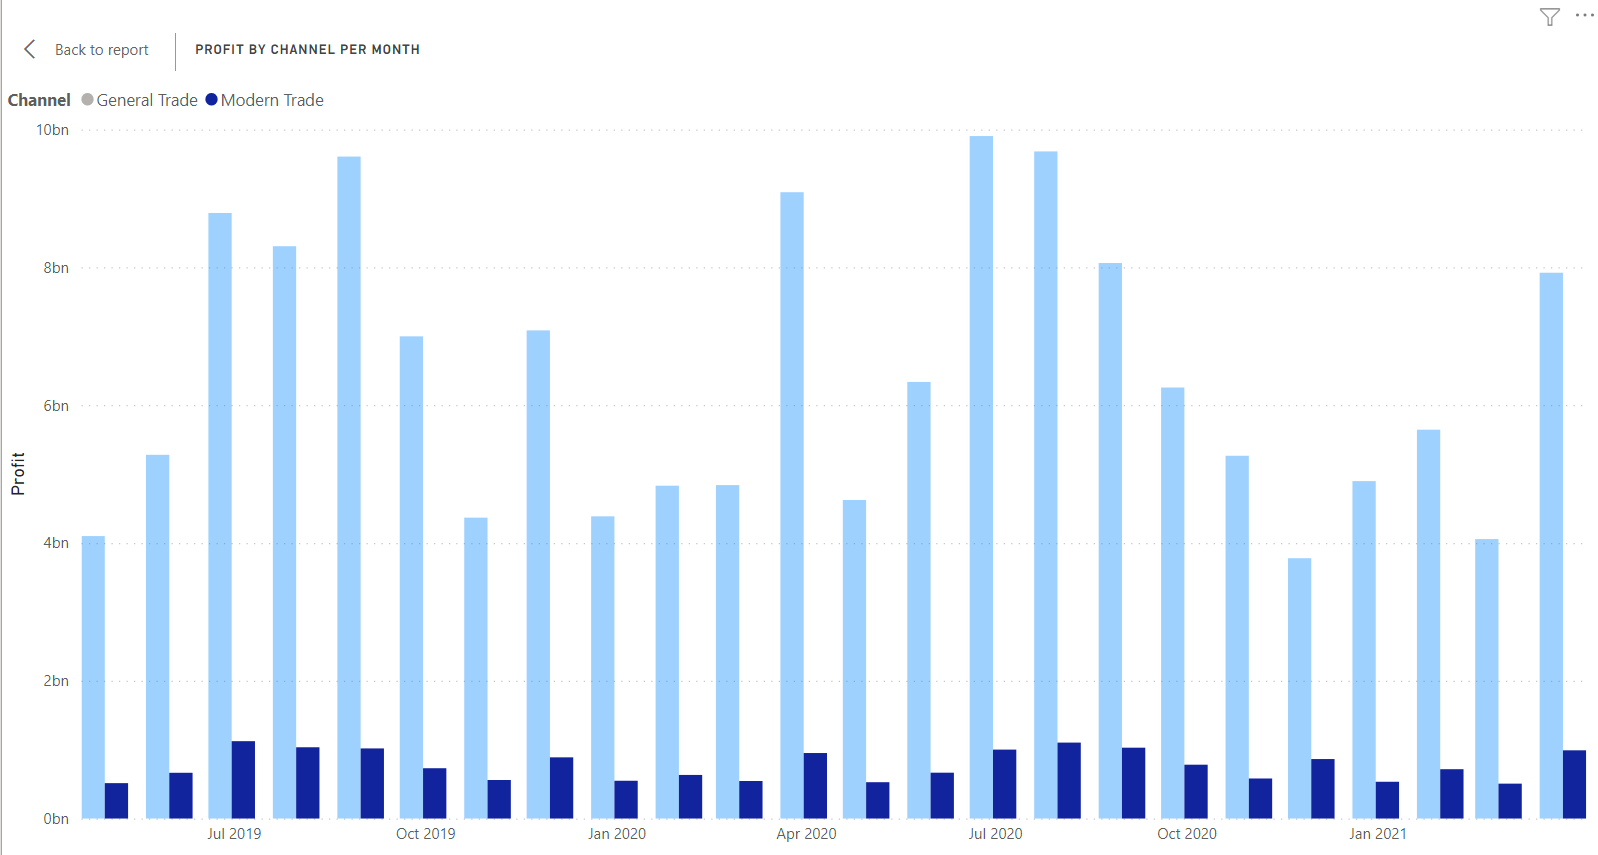 Back to report
PROFIT BY CHANNEL PER MONTH
Channel General Trade Modern Trade
10bn
8bn
6bn
4bn
2bn
0bn
Profit
Jul 2019 Oct 2019 Jan 2020 Apr 2020 Jul 2020 Oct 2020 Jan 2021